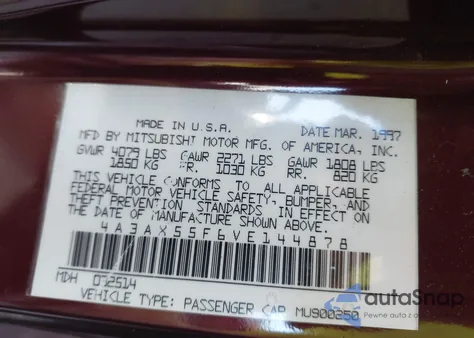 MADE IN U.S.A. DATE MAR. 1997
MFD BY MITSUBISHI MOTOR MFG. OF AMERICA, INC.
GVWR 4079 LBS GAWR 2271 LBS GAWR 1808 LBS
1850 KG FR. 1030 KG RR. 820 KG
THIS VEHICLE CONFORMS TO ALL APPLICABLE
FEDERAL MOTOR VEHICLE SAFETY, BUMPER, AND
THEFT PREVENTION STANDARDS IN EFFECT ON
THE DATE OF MANUFACTURE SHOWN ABOVE.
4A3AX55F6VE144878
MDH 092514
VEHICLE TYPE: PASSENGER CAR MU900250
autoSnap
Pewne auta z